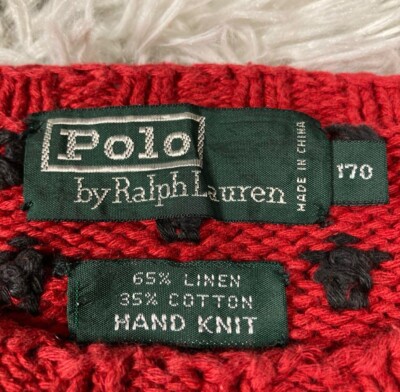 Polo
by Ralph Lauren
MADE IN CHINA
170
65% LINEN
35% COTTON
HAND KNIT